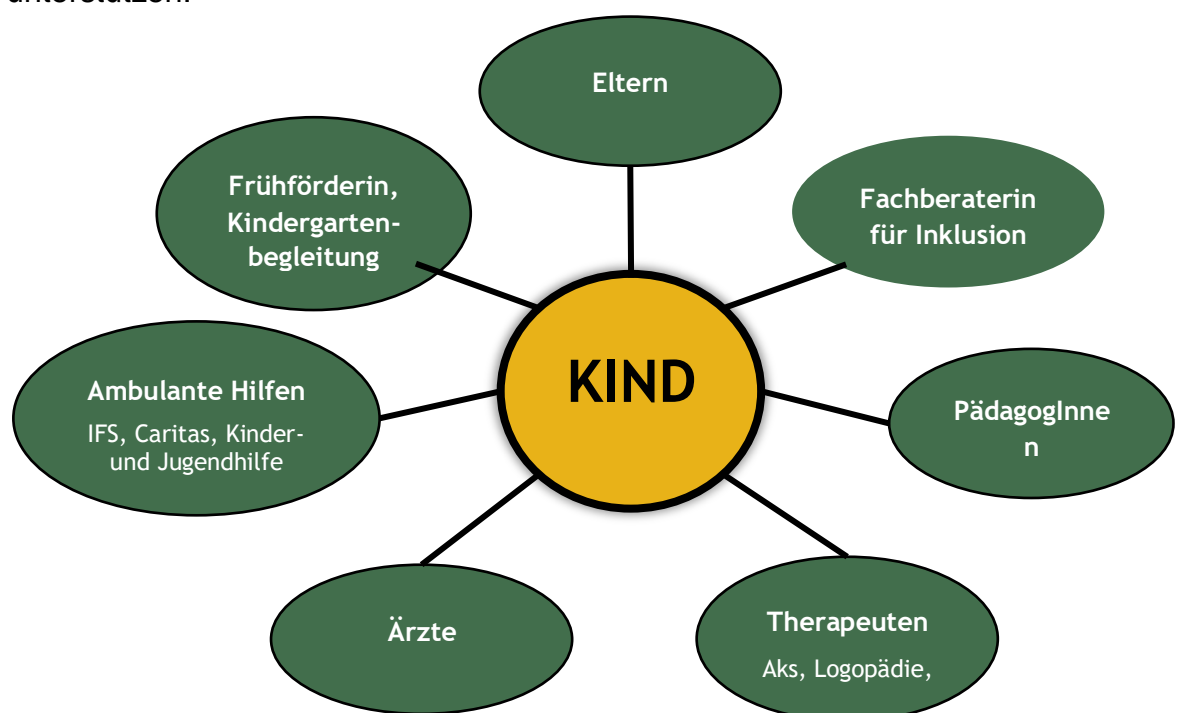 unterstützen.
Eltern
Frühförderin,
Kindergarten-
begleitung
Fachberaterin
für Inklusion
KIND
Ambulante Hilfen
IFS, Caritas, Kinder-
und Jugendhilfe
PädagogInne
n
Ärzte
Therapeuten
Aks, Logopädie,